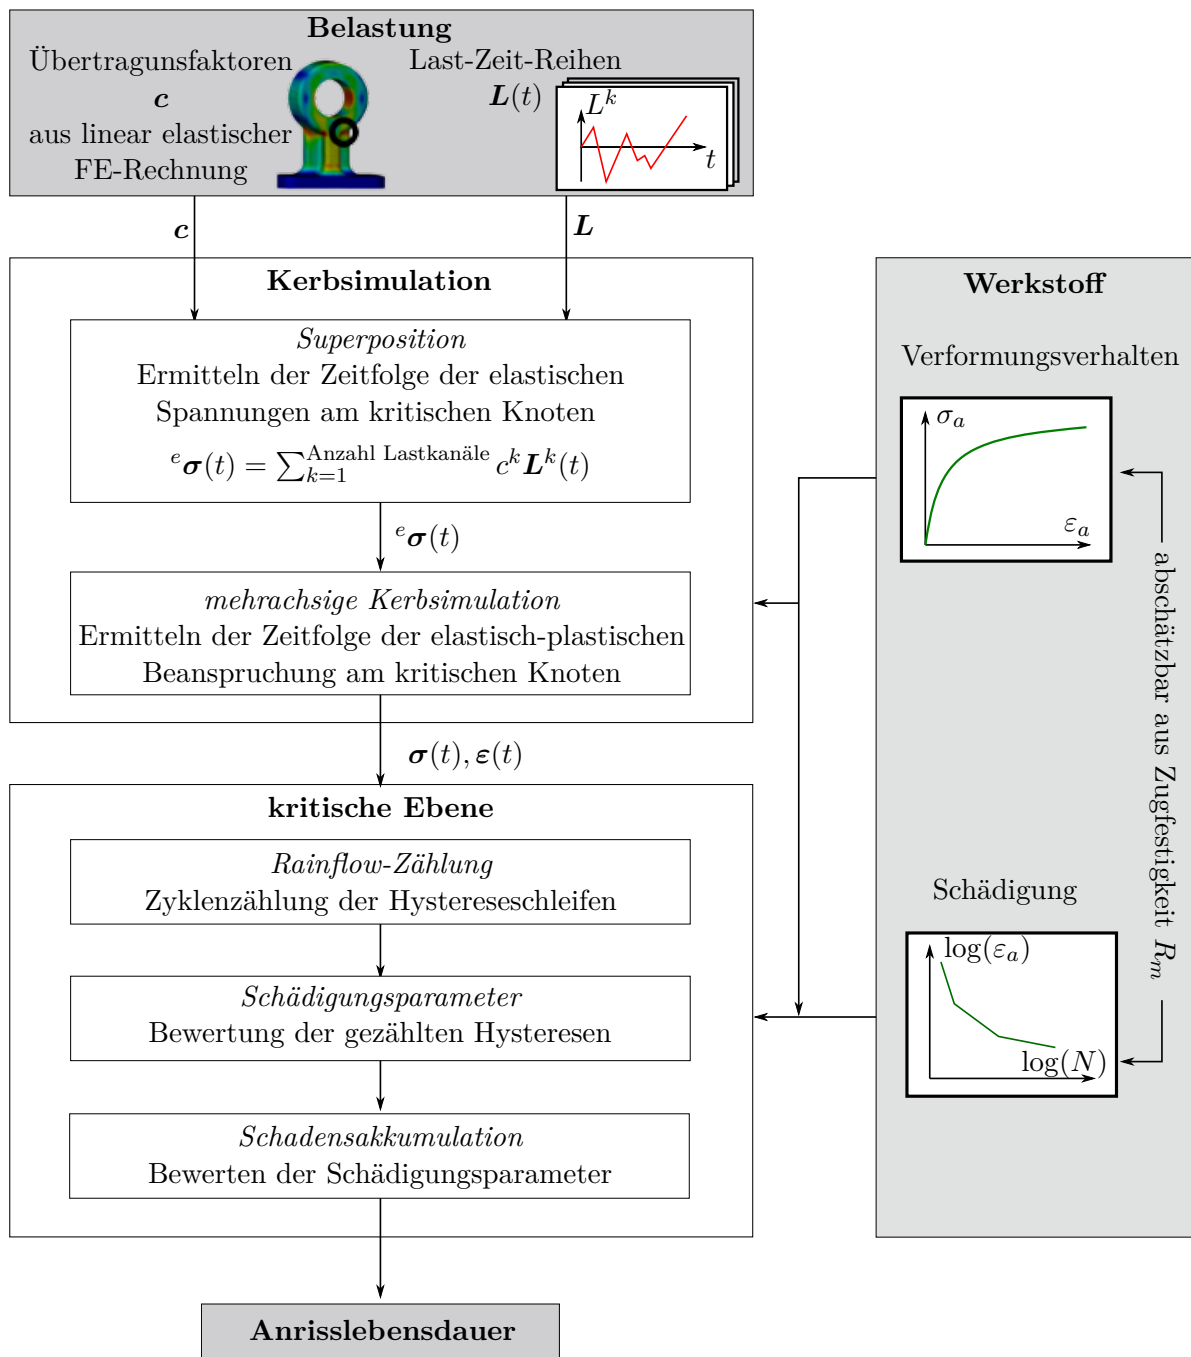 Belastung
Übertragunsfaktoren
c
aus linear elastischer
FE-Rechnung
Last-Zeit-Reihen
L(t)
L^k
t
c
L
Kerbsimulation
Superposition
Ermitteln der Zeitfolge der elastischen
Spannungen am kritischen Knoten
^eσ(t) = ∑_{k=1}^{Anzahl Lastkanäle} c^k L^k(t)
^eσ(t)
mehrachsige Kerbsimulation
Ermitteln der Zeitfolge der elastisch-plastischen
Beanspruchung am kritischen Knoten
σ(t), ε(t)
kritische Ebene
Rainflow-Zählung
Zyklenzählung der Hystereseschleifen
Schädigungsparameter
Bewertung der gezählten Hysteresen
Schadensakkumulation
Bewerten der Schädigungsparameter
Anrisslebensdauer
Werkstoff
Verformungsverhalten
σ_a
ε_a
abschätzbar aus Zugfestigkeit R_m
Schädigung
log(ε_a)
log(N)